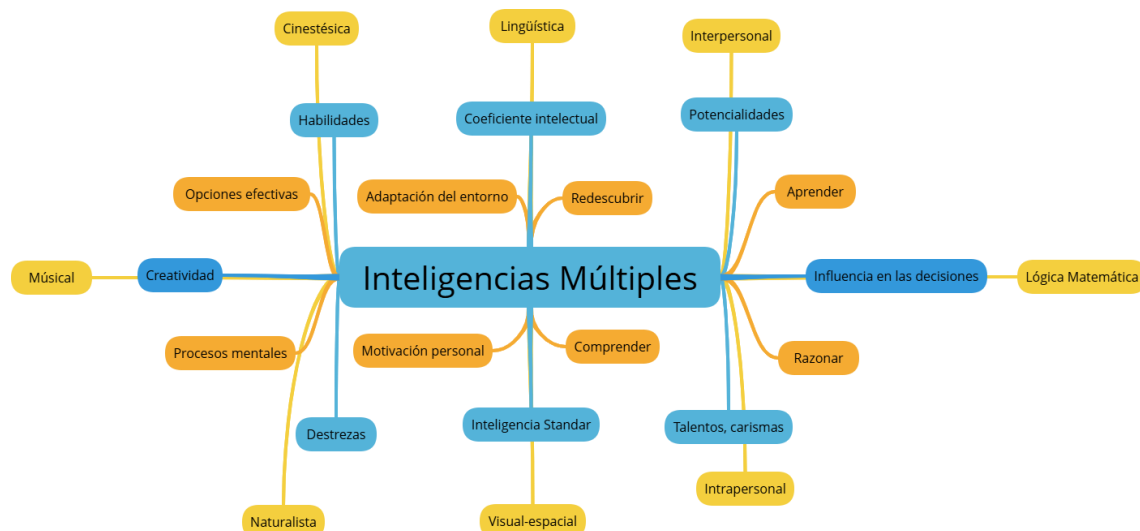 Cinestésica
Lingüística
Interpersonal
Habilidades
Coeficiente intelectual
Potencialidades
Opciones efectivas
Adaptación del entorno
Redescubrir
Aprender
Músical
Creatividad
Inteligencias Múltiples
Influencia en las decisiones
Lógica Matemática
Procesos mentales
Motivación personal
Comprender
Razonar
Destrezas
Inteligencia Standar
Talentos, carismas
Intrapersonal
Naturalista
Visual-espacial